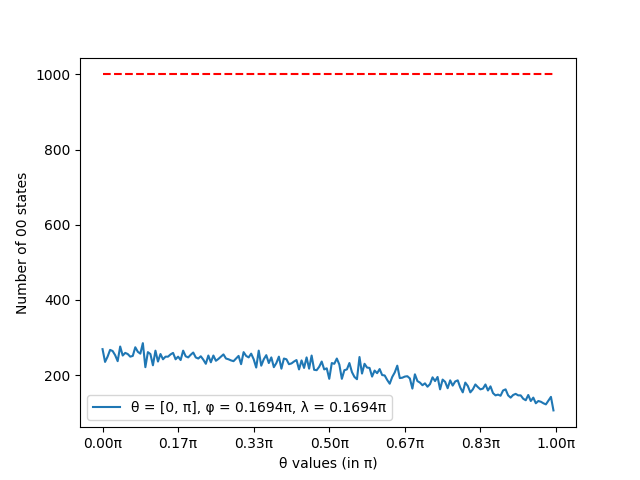 1000
800
600
400
200
Number of 00 states
θ = [0, π], φ = 0.1694π, λ = 0.1694π
0.00π 0.17π 0.33π 0.50π 0.67π 0.83π 1.00π
θ values (in π)